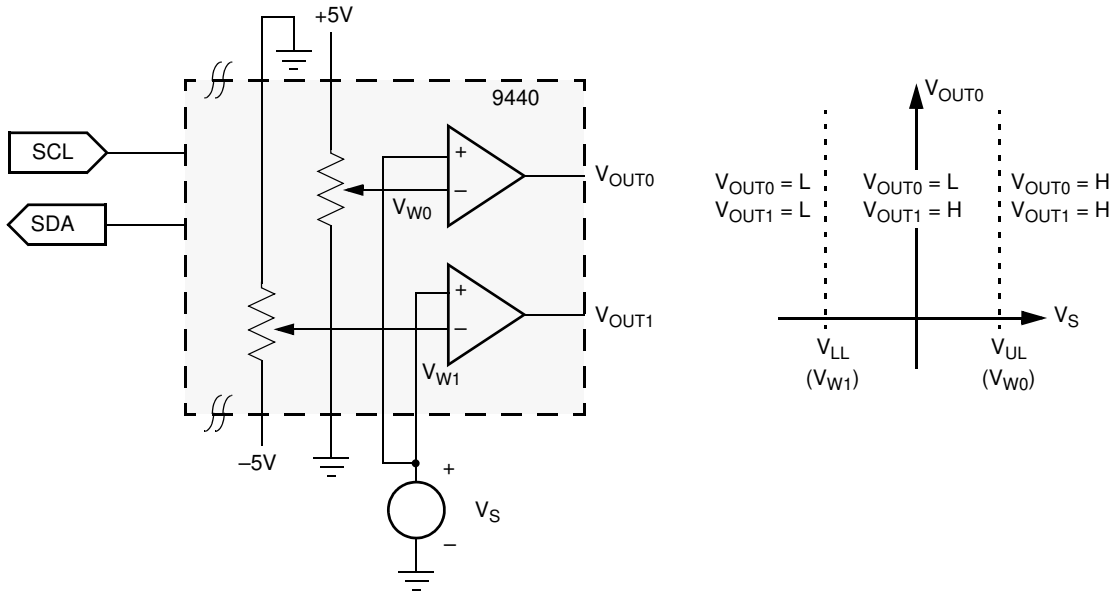 +5V
9440
SCL
SDA
+
–
V_W0
V_OUT0
+
–
V_W1
V_OUT1
–5V
+
V_S
–
V_OUT0
V_OUT0 = L
V_OUT1 = L
V_OUT0 = L
V_OUT1 = H
V_OUT0 = H
V_OUT1 = H
V_S
V_LL
(V_W1)
V_UL
(V_W0)